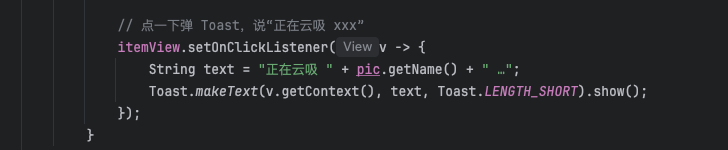 // 点一下弹 Toast，说“正在云吸 xxx”
itemView.setOnClickListener( View v -> {
String text = "正在云吸 " + pic.getName() + " …";
Toast.makeText(v.getContext(), text, Toast.LENGTH_SHORT).show();
});
}